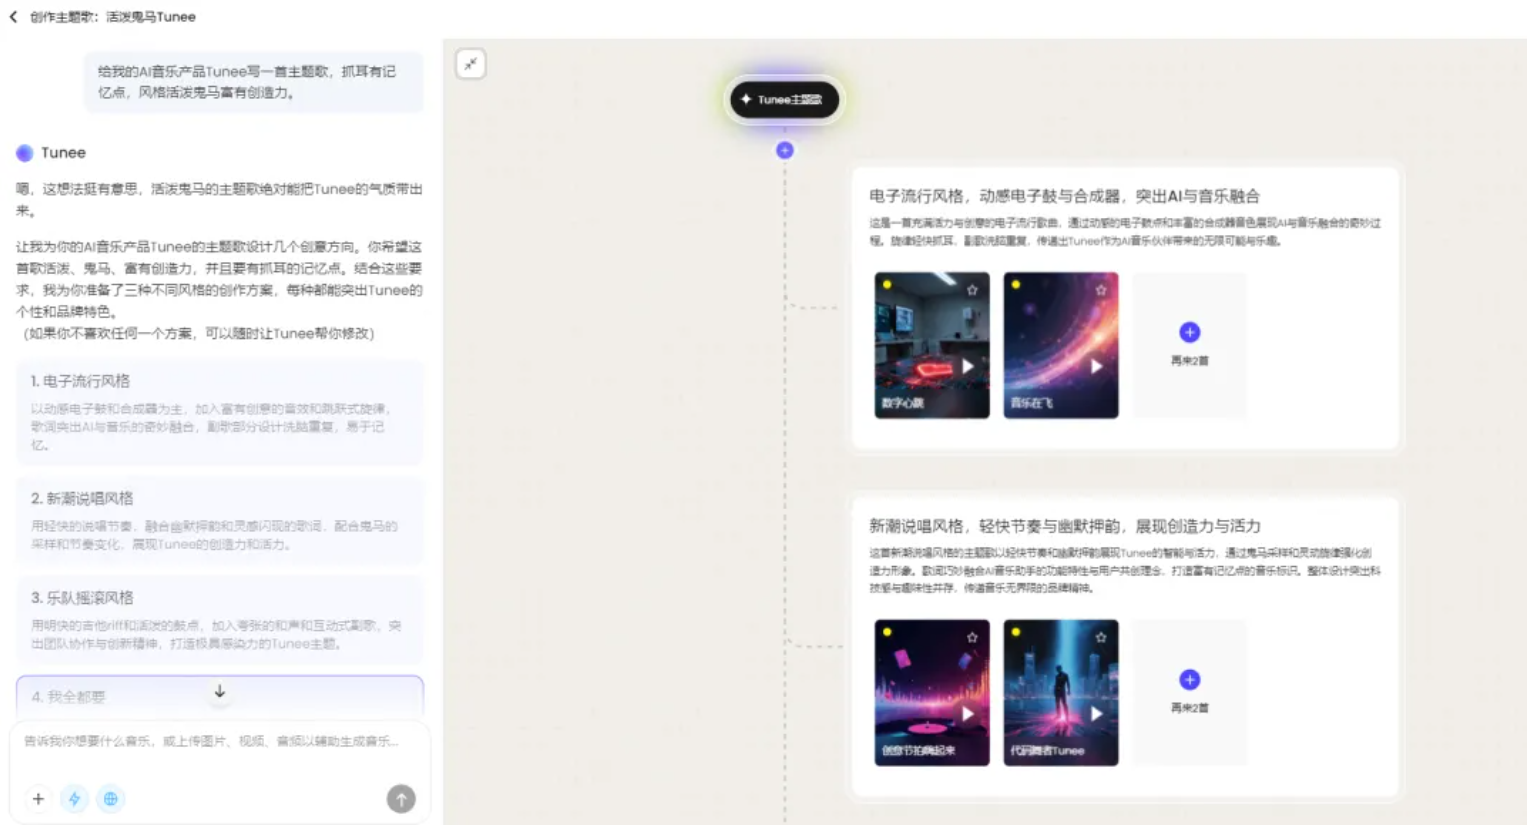 创作主题歌：活泼鬼马Tunee
给我的AI音乐产品Tunee写一首主题歌，抓耳有记
忆点，风格活泼鬼马富有创造力。
Tunee
嗯，这想法挺有意思，活泼鬼马的主题歌绝对能把Tunee的气质带出
来。
让我为你的AI音乐产品Tunee的主题歌设计几个创意方向。你希望这
首歌活泼、鬼马、富有创造力，并且要有抓耳的记忆点。结合这些要
求，我为你准备了三种不同风格的创作方案，每种都能突出Tunee的
个性和品牌特色。
（如果你不喜欢任何一个方案，可以随时让Tunee帮你修改）
1. 电子流行风格
以动感电子鼓和合成器为主，加入富有创意的音效和跳跃式旋律，
歌词突出AI与音乐的奇妙融合，副歌部分设计洗脑重复，易于记
忆。
2. 新潮说唱风格
用轻快的说唱节奏，融合幽默押韵和灵感闪现的歌词，配合鬼马的
采样和节奏变化，展现Tunee的创造力和活力。
3. 乐队摇滚风格
用明快的吉他riff和活泼的鼓点，加入夸张的和声和互动式副歌，突
出团队协作与创新精神，打造极具感染力的Tunee主题。
4. 我全都要
告诉我你想要什么音乐，或上传图片、视频、音频以辅助生成音乐...
Tunee主题歌
电子流行风格，动感电子鼓与合成器，突出AI与音乐融合
这是一首充满活力与创意的电子流行歌曲，通过动感的电子鼓点和丰富的合成器音色展现AI与音乐融合的奇妙过
程。旋律轻快抓耳，副歌洗脑重复，传递出Tunee作为AI音乐伙伴带来的无限可能与乐趣。
数字心跳
音乐在飞
再来2首
新潮说唱风格，轻快节奏与幽默押韵，展现创造力与活力
这首新潮说唱风格的主题歌以轻快节奏和幽默押韵展现Tunee的智能与活力，通过鬼马采样和灵动旋律强化创
造力形象。歌词巧妙融合AI音乐助手的功能特性与用户共创理念，打造富有记忆点的音乐标识。整体设计突出科
技感与趣味性并存，传递音乐无界限的品牌精神。
创意节拍嗨起来
代码舞者Tunee
再来2首